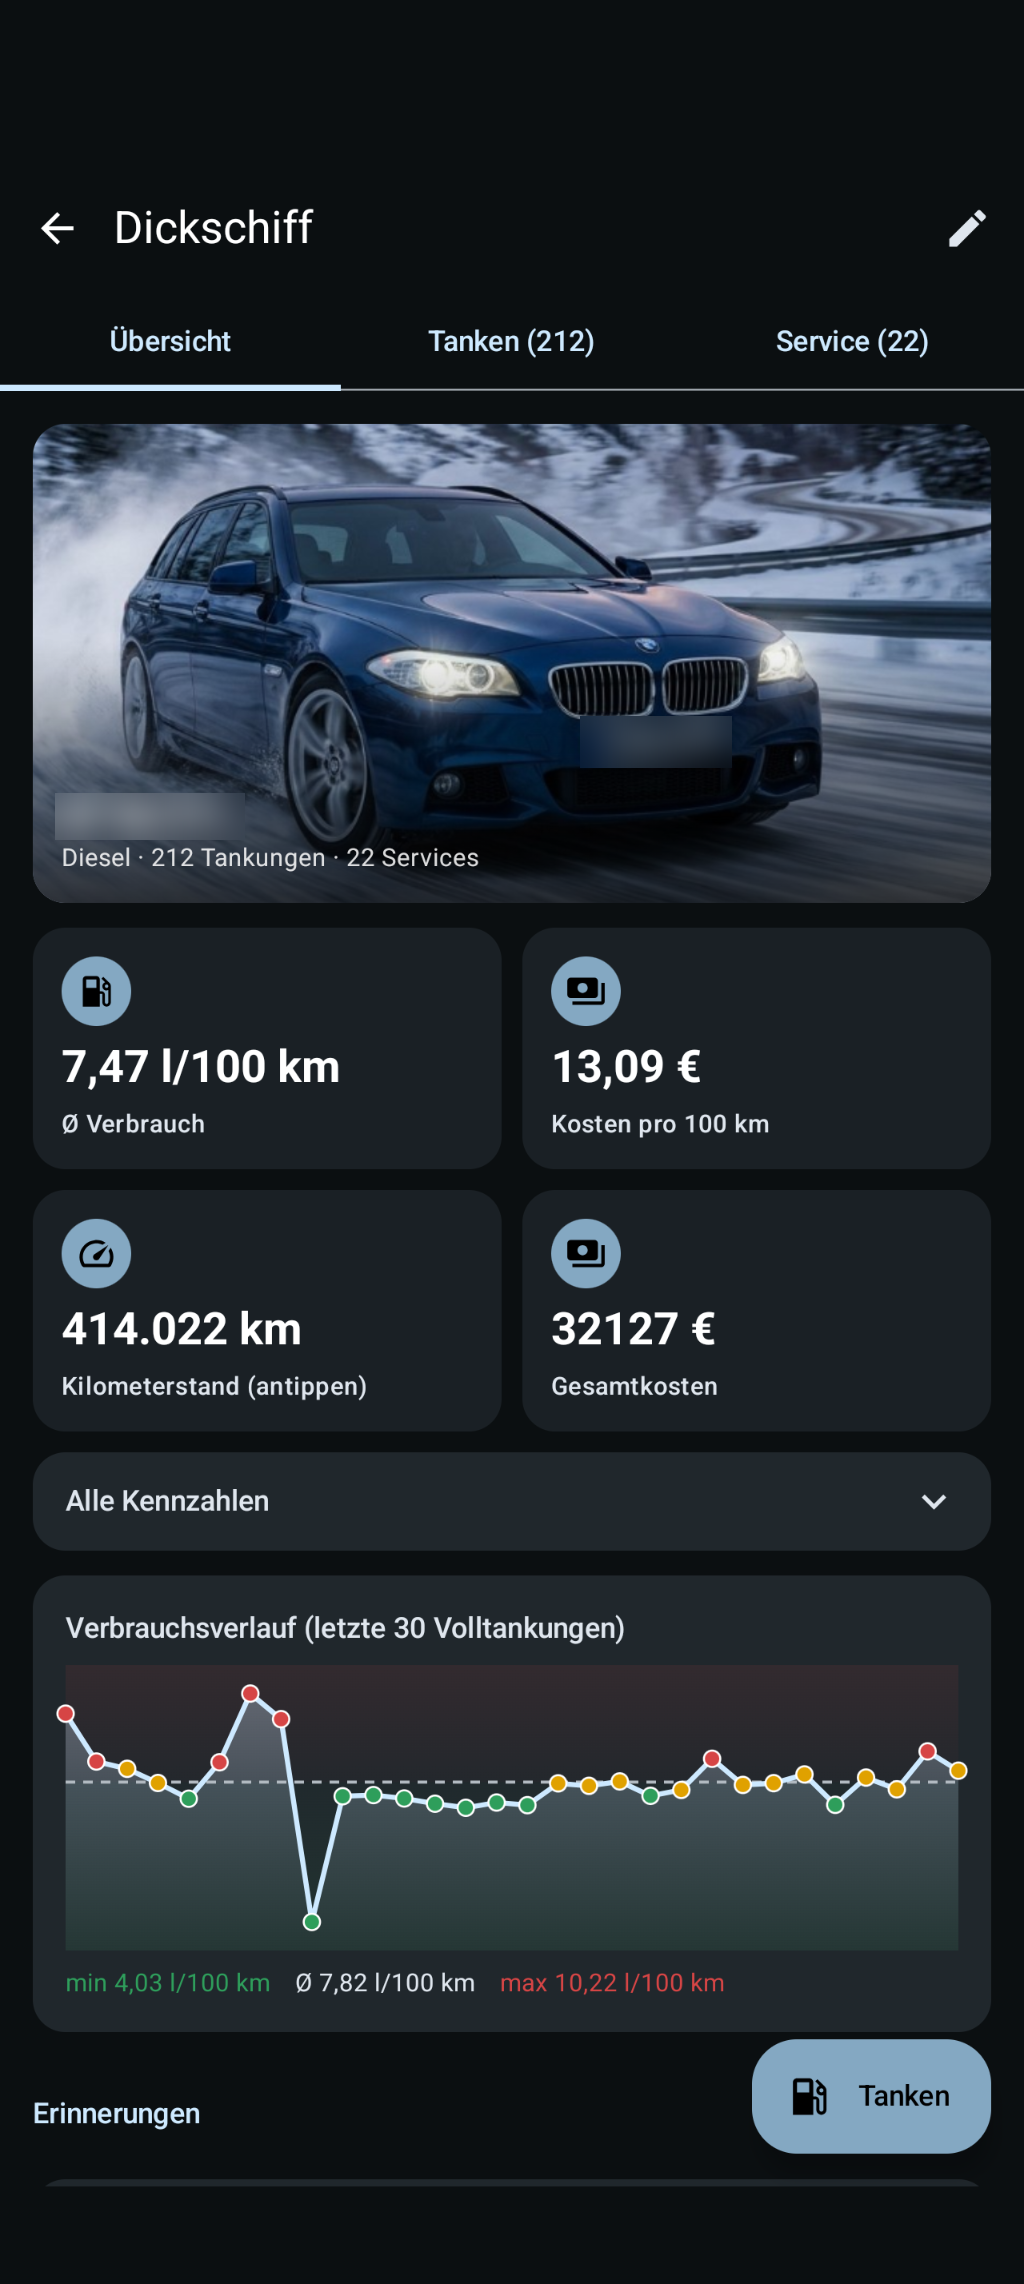 Dickschiff
Übersicht
Tanken (212)
Service (22)
Diesel · 212 Tankungen · 22 Services
7,47 l/100 km
Ø Verbrauch
13,09 €
Kosten pro 100 km
414.022 km
Kilometerstand (antippen)
32127 €
Gesamtkosten
Alle Kennzahlen
Verbrauchsverlauf (letzte 30 Volltankungen)
min 4,03 l/100 km
Ø 7,82 l/100 km
max 10,22 l/100 km
Erinnerungen
Tanken